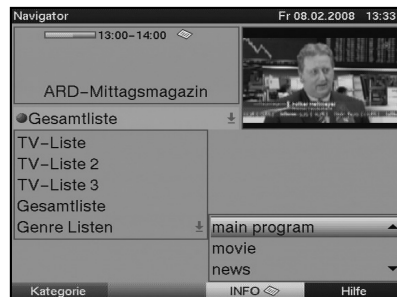 Navigator Fr 08.02.2008 13:33
13:00-14:00
ARD-Mittagsmagazin
Gesamtliste
TV-Liste
TV-Liste 2
TV-Liste 3
Gesamtliste
Genre Listen
main program
movie
news
Kategorie INFO Hilfe